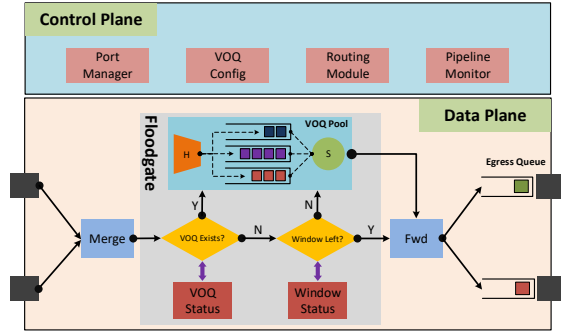 Control Plane
Port
Manager
VOQ
Config
Routing
Module
Pipeline
Monitor
Data Plane
Floodgate
VOQ Pool
H
S
Egress Queue
Y
N
Merge
VOQ Exists?
N
Window Left?
Y
Fwd
VOQ
Status
Window
Status